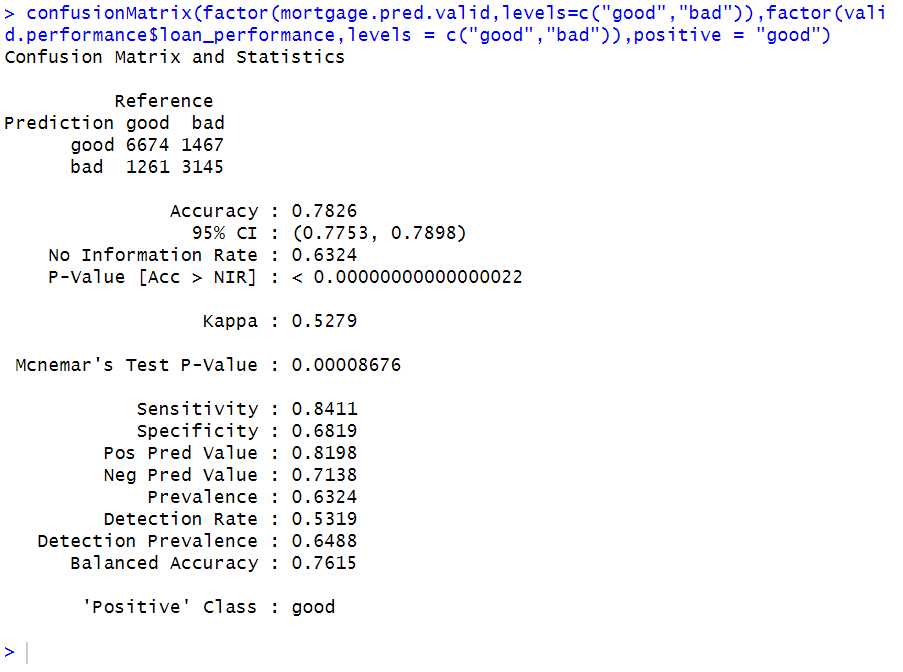 > confusionMatrix(factor(mortgage.pred.valid,levels=c("good","bad")),factor(vali
d.performance$loan_performance,levels = c("good","bad")),positive = "good")
Confusion Matrix and Statistics

          Reference
Prediction good  bad
      good 6674 1467
      bad  1261 3145

               Accuracy : 0.7826
                 95% CI : (0.7753, 0.7898)
    No Information Rate : 0.6324
    P-Value [Acc > NIR] : < 0.00000000000000022

                  Kappa : 0.5279

 Mcnemar's Test P-Value : 0.00008676

            Sensitivity : 0.8411
            Specificity : 0.6819
         Pos Pred Value : 0.8198
         Neg Pred Value : 0.7138
             Prevalence : 0.6324
         Detection Rate : 0.5319
   Detection Prevalence : 0.6488
      Balanced Accuracy : 0.7615

       'Positive' Class : good

>